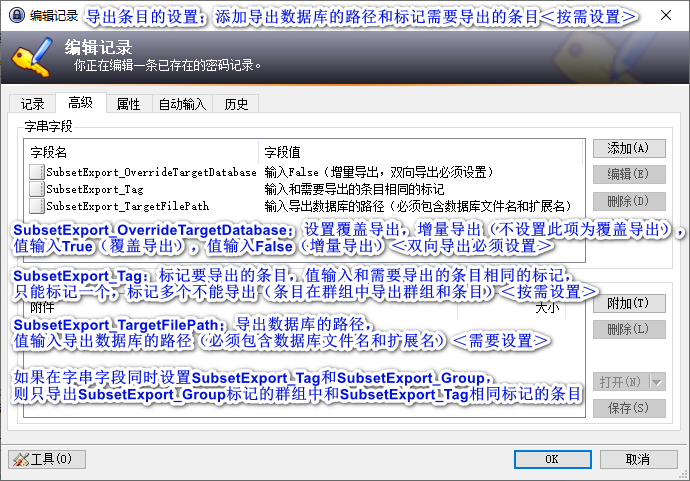 编辑记录
导出条目的设置：添加导出数据库的路径和标记需要导出的条目＜按需设置＞
编辑记录
你正在编辑一条已存在的密码记录。
记录 高级 属性 自动输入 历史
字串字段
字段名 字段值
SubsetExport_OverrideTargetDatabase 输入False（增量导出，双向导出必须设置）
SubsetExport_Tag 输入和需要导出的条目相同的标记
SubsetExport_TargetFilePath 输入导出数据库的路径（必须包含数据库文件名和扩展名）
添加(A)
编辑(E)
删除(D)
SubsetExport_OverrideTargetDatabase：设置覆盖导出，增量导出（不设置此项为覆盖导出），
值输入True（覆盖导出），值输入False（增量导出）＜双向导出必须设置＞
SubsetExport_Tag：标记要导出的条目，值输入和需要导出的条目相同的标记，
只能标记一个，标记多个不能导出（条目在群组中导出群组和条目）＜按需设置＞
附件 大小
SubsetExport_TargetFilePath：导出数据库的路径，
值输入导出数据库的路径（必须包含数据库文件名和扩展名）＜需要设置＞
如果在字串字段同时设置SubsetExport_Tag和SubsetExport_Group，
则只导出SubsetExport_Group标记的群组中和SubsetExport_Tag相同标记的条目
附加(T)
删除(L)
打开(N)
保存(S)
工具(O)
OK
取消